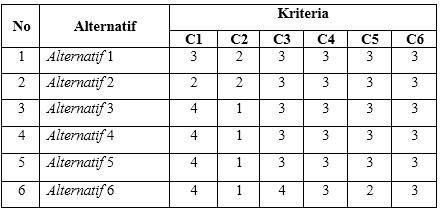 No Alternatif Kriteria
C1 C2 C3 C4 C5 C6
1 Alternatif 1 3 2 3 3 3 3
2 Alternatif 2 2 2 3 3 3 3
3 Alternatif 3 4 1 3 3 3 3
4 Alternatif 4 4 1 3 3 3 3
5 Alternatif 5 4 1 3 3 3 3
6 Alternatif 6 4 1 4 3 2 3